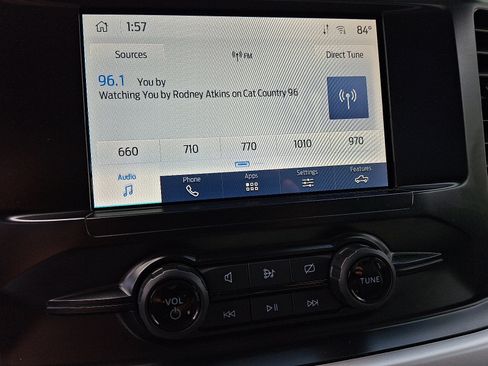 1:57
84°
Sources
FM
Direct Tune
96.1 You by
Watching You by Rodney Atkins on Cat Country 96
660 710 770 1010 970
Audio Phone Apps Settings Features
VOL
TUNE